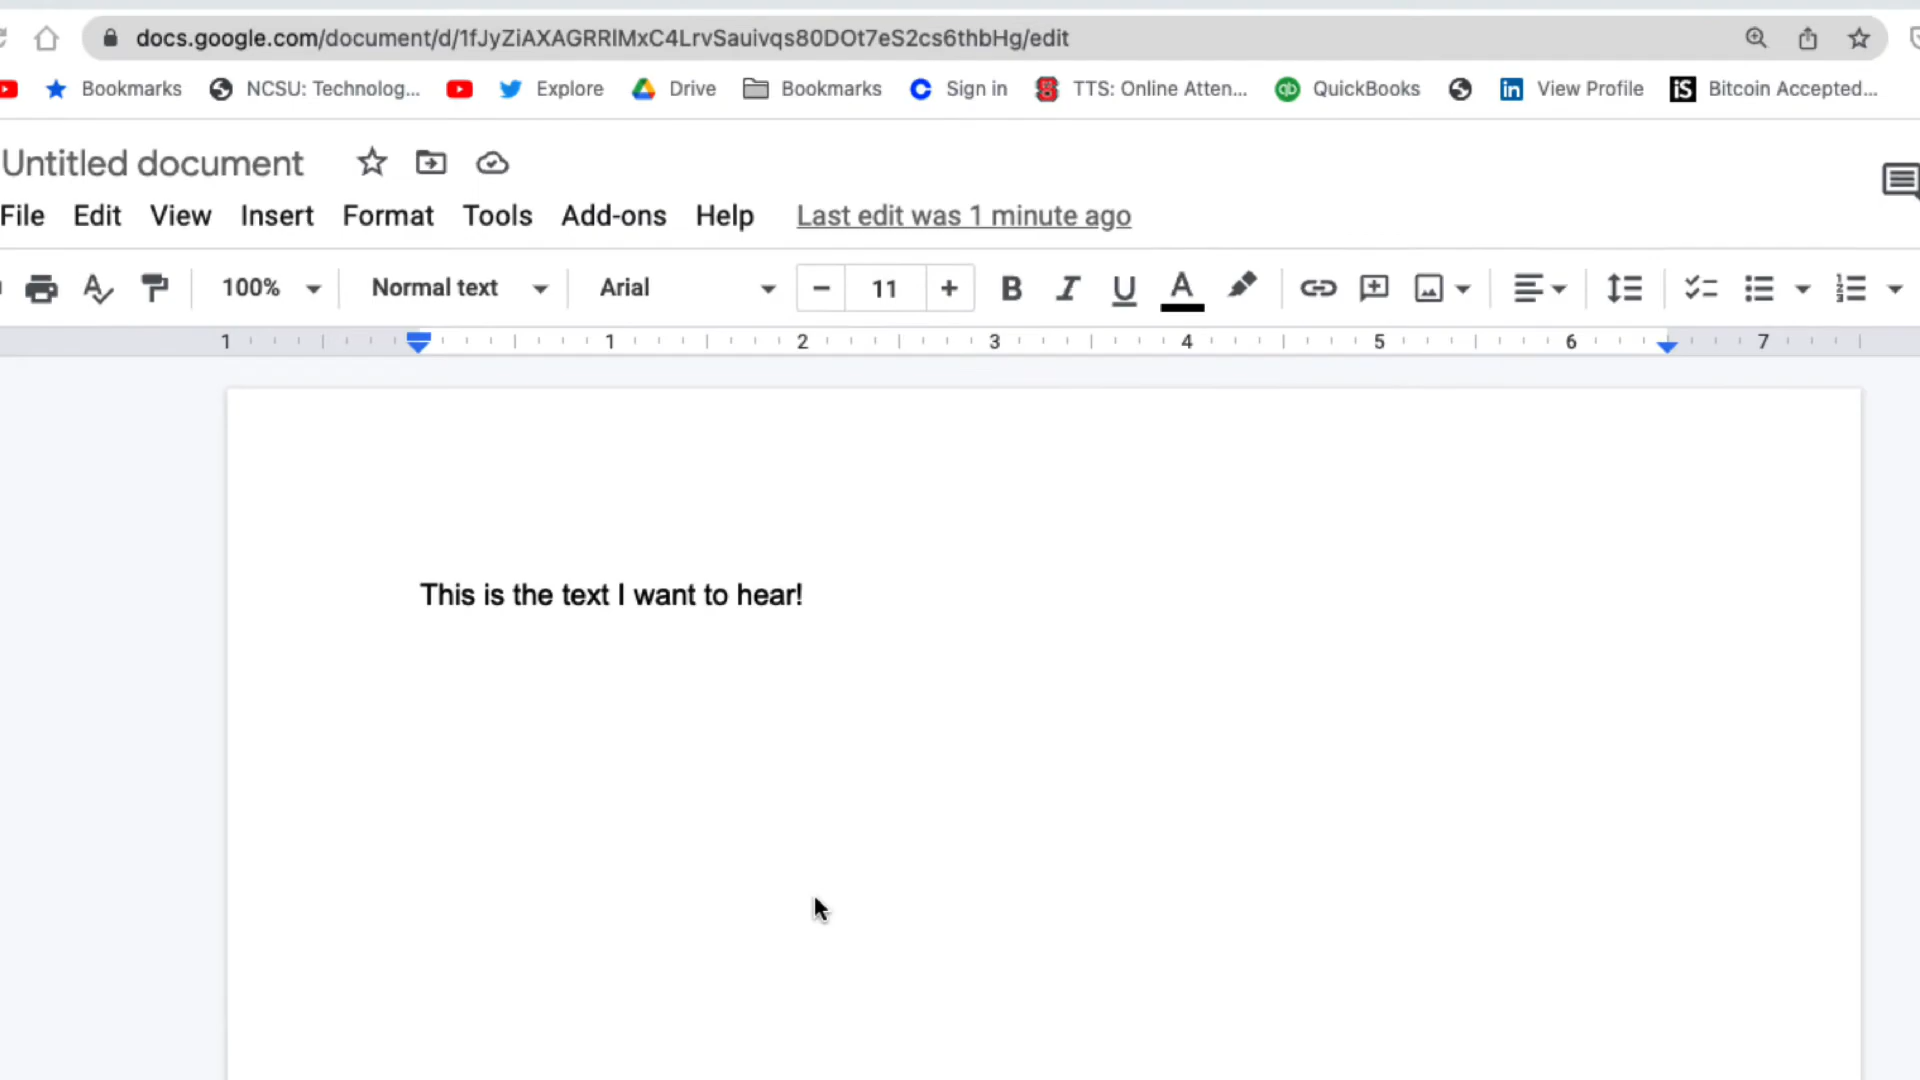 docs.google.com/document/d/1fJyZiAXAGRRlMxC4LrvSauivqs80DOt7eS2cs6thbHg/edit
Bookmarks NCSU: Technolog... Explore Drive Bookmarks Sign in TTS: Online Atten... QuickBooks View Profile Bitcoin Accepted...
Untitled document
File Edit View Insert Format Tools Add-ons Help Last edit was 1 minute ago
100% Normal text Arial 11
1 1 2 3 4 5 6 7
This is the text I want to hear!